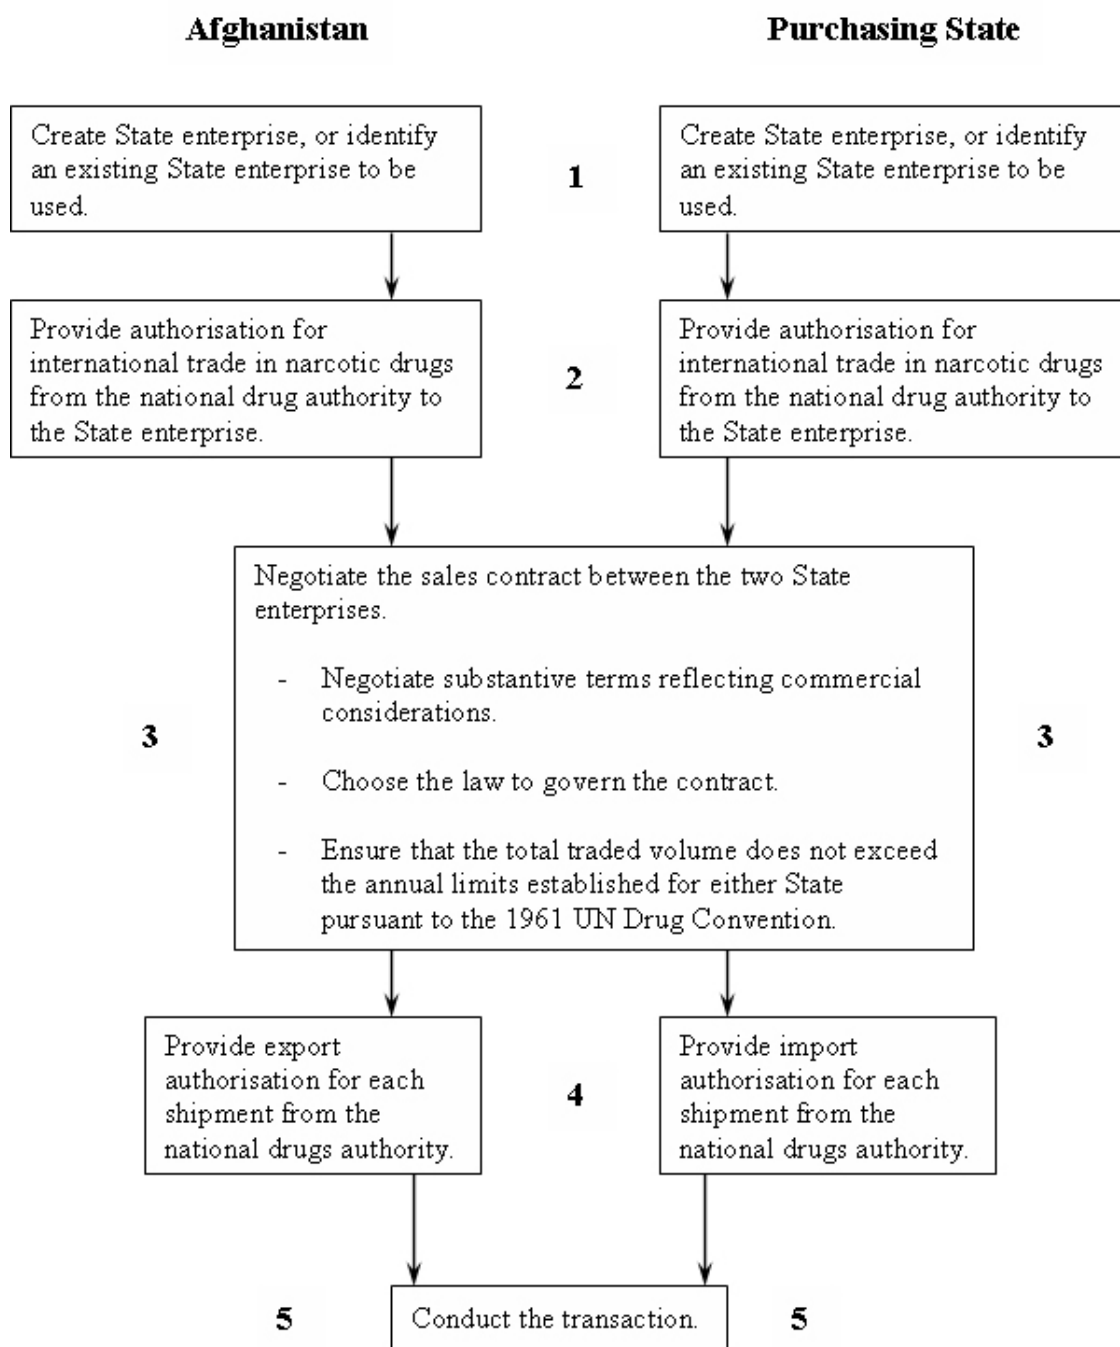 Afghanistan
Purchasing State
Create State enterprise, or identify
an existing State enterprise to be
used.
1
Create State enterprise, or identify
an existing State enterprise to be
used.
Provide authorisation for
international trade in narcotic drugs
from the national drug authority to
the State enterprise.
2
Provide authorisation for
international trade in narcotic drugs
from the national drug authority to
the State enterprise.
3
Negotiate the sales contract between the two State
enterprises.
- Negotiate substantive terms reflecting commercial
considerations.
- Choose the law to govern the contract.
- Ensure that the total traded volume does not exceed
the annual limits established for either State
pursuant to the 1961 UN Drug Convention.
3
Provide export
authorisation for each
shipment from the
national drugs authority.
4
Provide import
authorisation for each
shipment from the
national drugs authority.
5
Conduct the transaction.
5